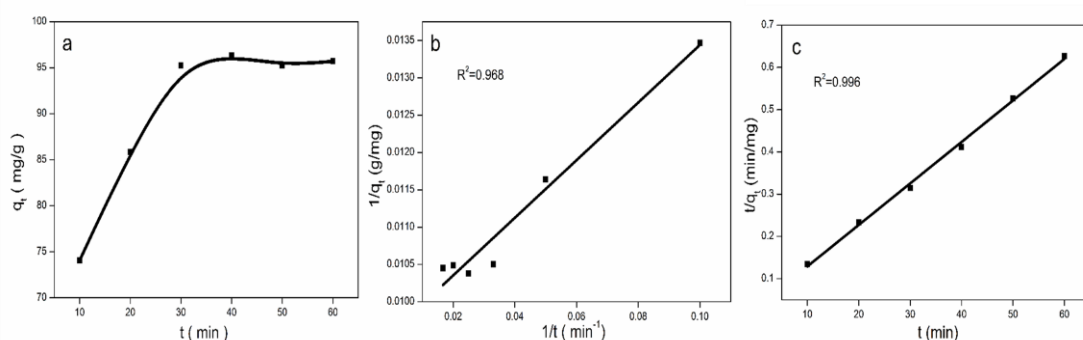 a
100
95
90
85
80
75
70
qt ( mg/g )
10 20 30 40 50 60
t ( min )
b
R²=0.968
0.0135
0.0130
0.0125
0.0120
0.0115
0.0110
0.0105
0.0100
1/qt (g/mg)
0.02 0.04 0.06 0.08 0.10
1/t ( min⁻¹)
c
R²=0.996
0.7
0.6
0.5
0.4
0.3
0.2
0.1
t/qt (min/mg)
10 20 30 40 50 60
t (min)